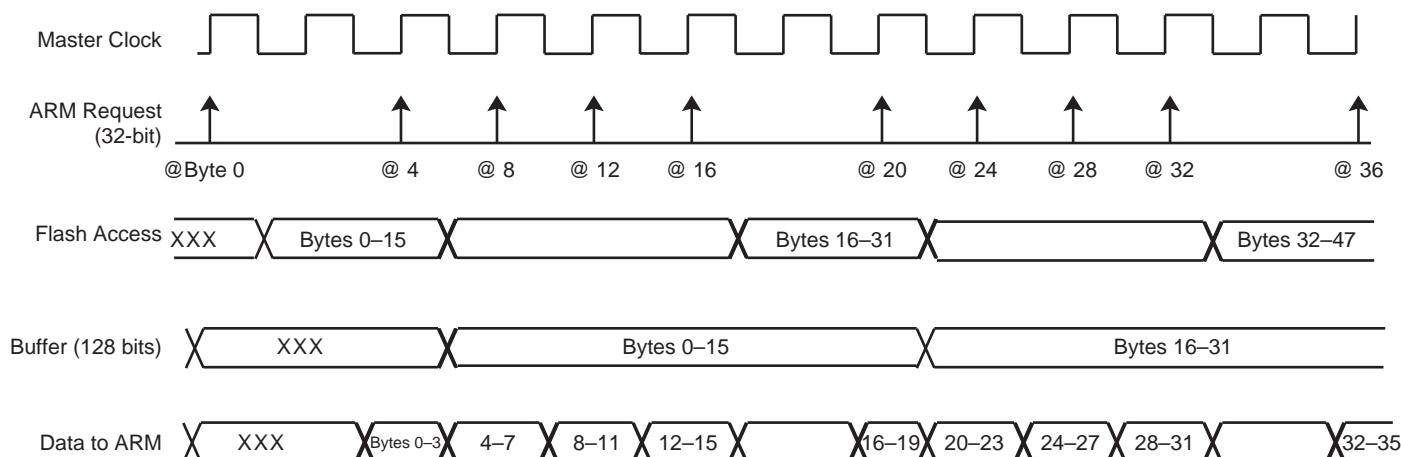 Master Clock
ARM Request
(32-bit)
@Byte 0 @ 4 @ 8 @ 12 @ 16 @ 20 @ 24 @ 28 @ 32 @ 36
Flash Access XXX Bytes 0–15 Bytes 16–31 Bytes 32–47
Buffer (128 bits) XXX Bytes 0–15 Bytes 16–31
Data to ARM XXX Bytes 0–3 4–7 8–11 12–15 16–19 20–23 24–27 28–31 32–35